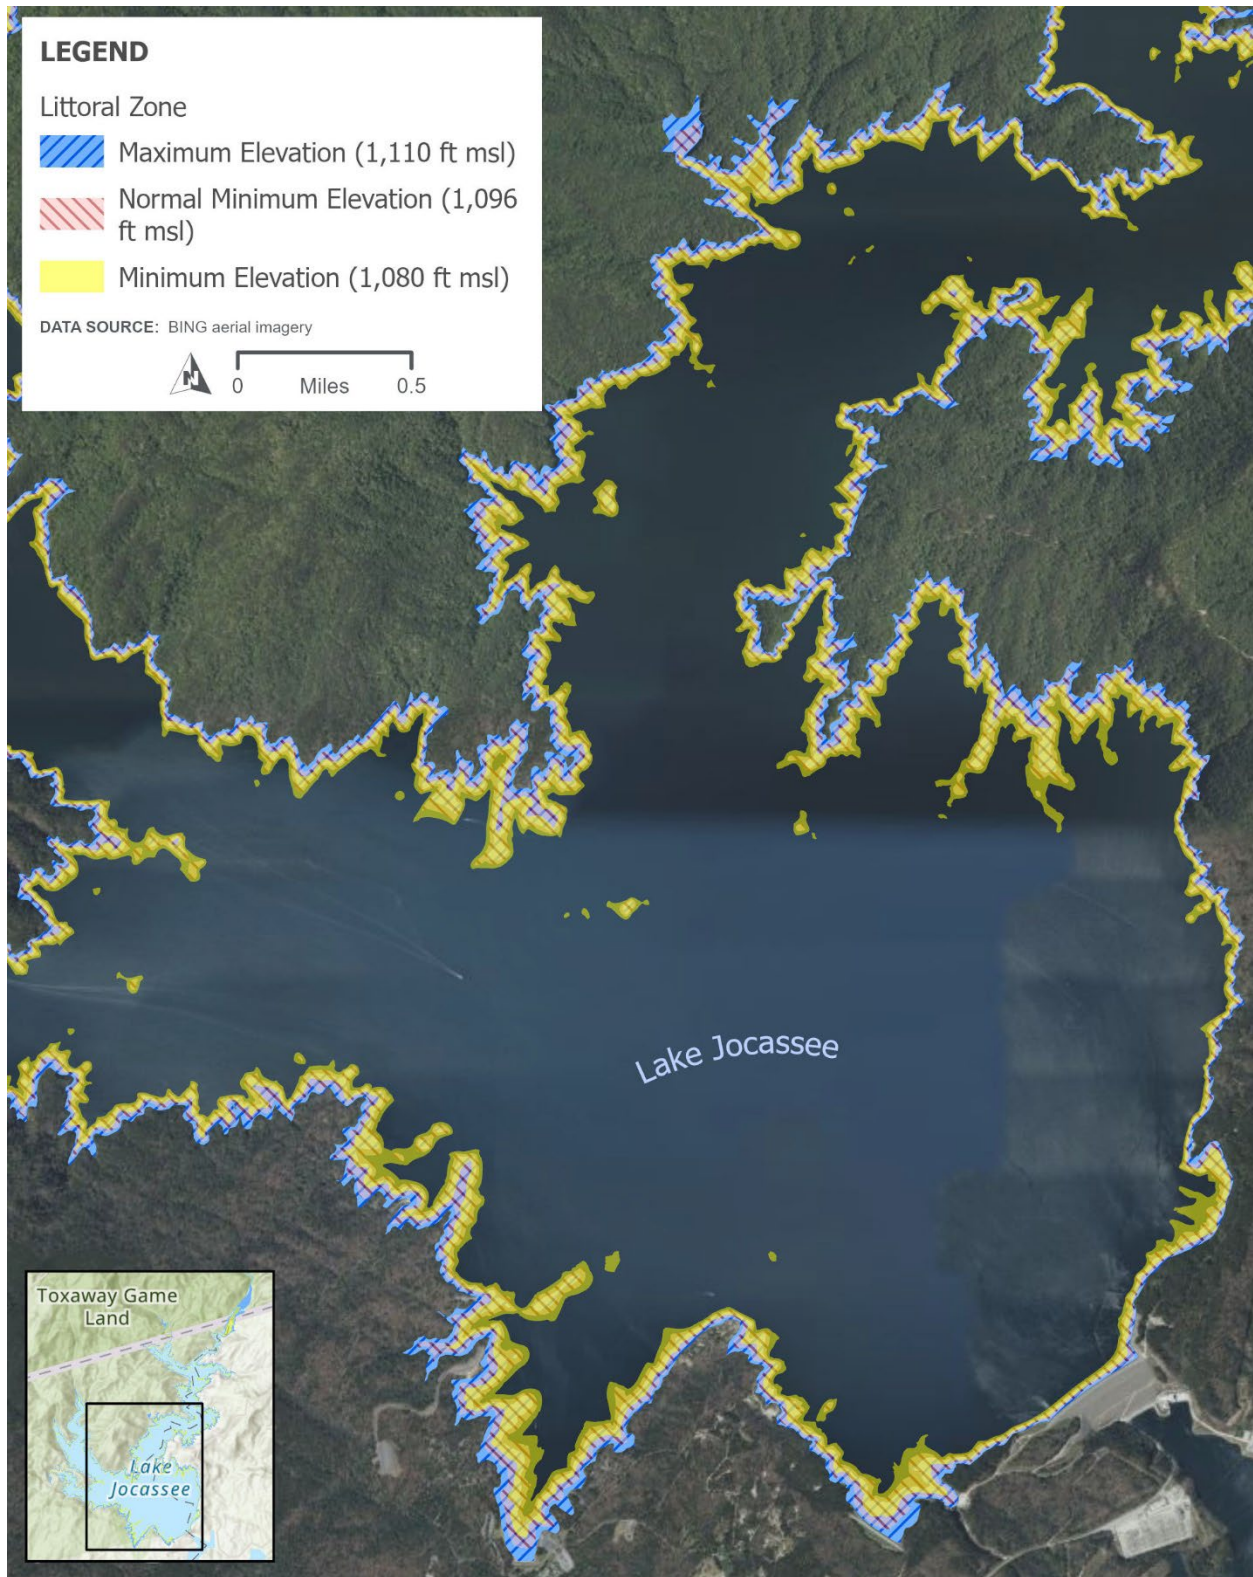 LEGEND
Littoral Zone
Maximum Elevation (1,110 ft msl)
Normal Minimum Elevation (1,096
ft msl)
Minimum Elevation (1,080 ft msl)
DATA SOURCE: BING aerial imagery
N
0 Miles 0.5
Lake Jocassee
Toxaway Game
Land
Lake
Jocassee